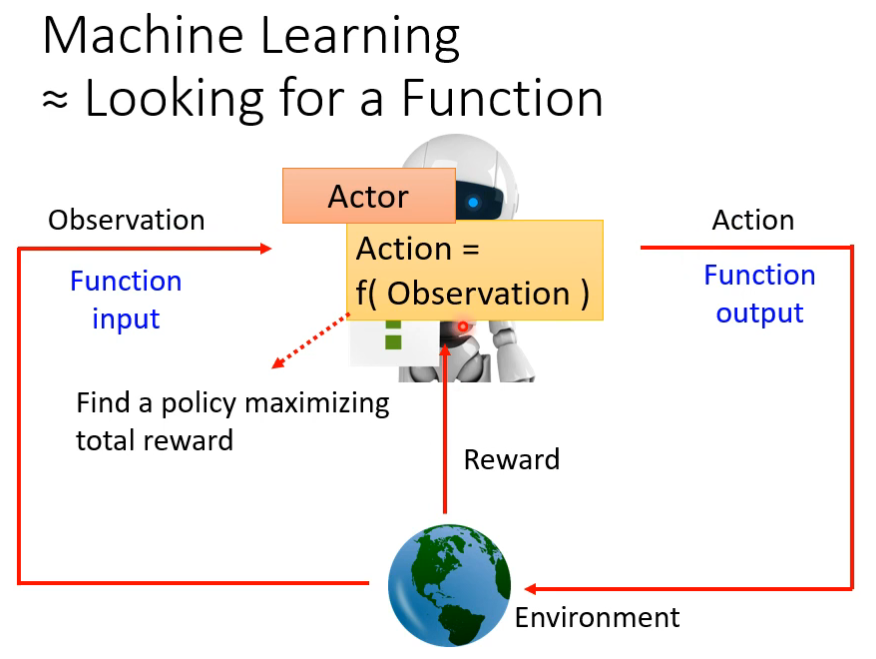 Machine Learning
≈ Looking for a Function
Actor
Observation
Action
Action =
f( Observation )
Function
input
Function
output
Find a policy maximizing
total reward
Reward
Environment